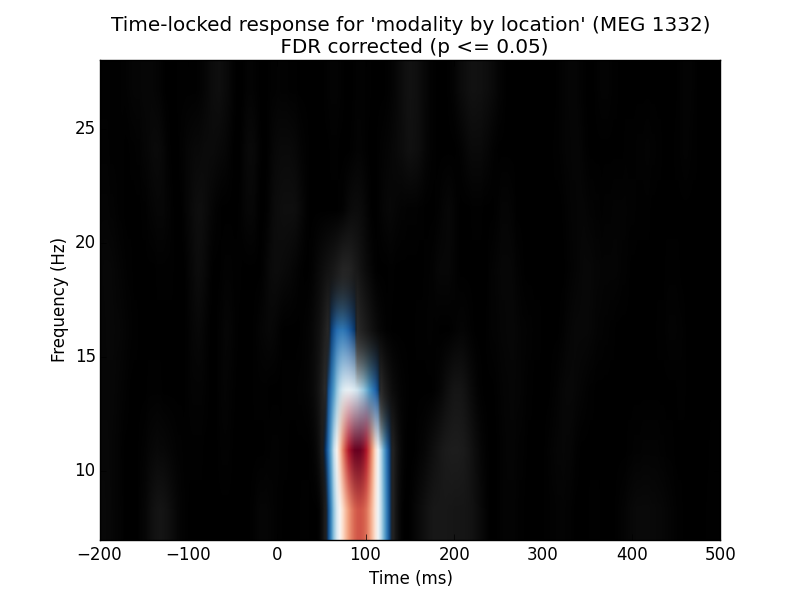 Time-locked response for 'modality by location' (MEG 1332)
FDR corrected (p <= 0.05)
25
20
15
10
Frequency (Hz)
−200 −100 0 100 200 300 400 500
Time (ms)